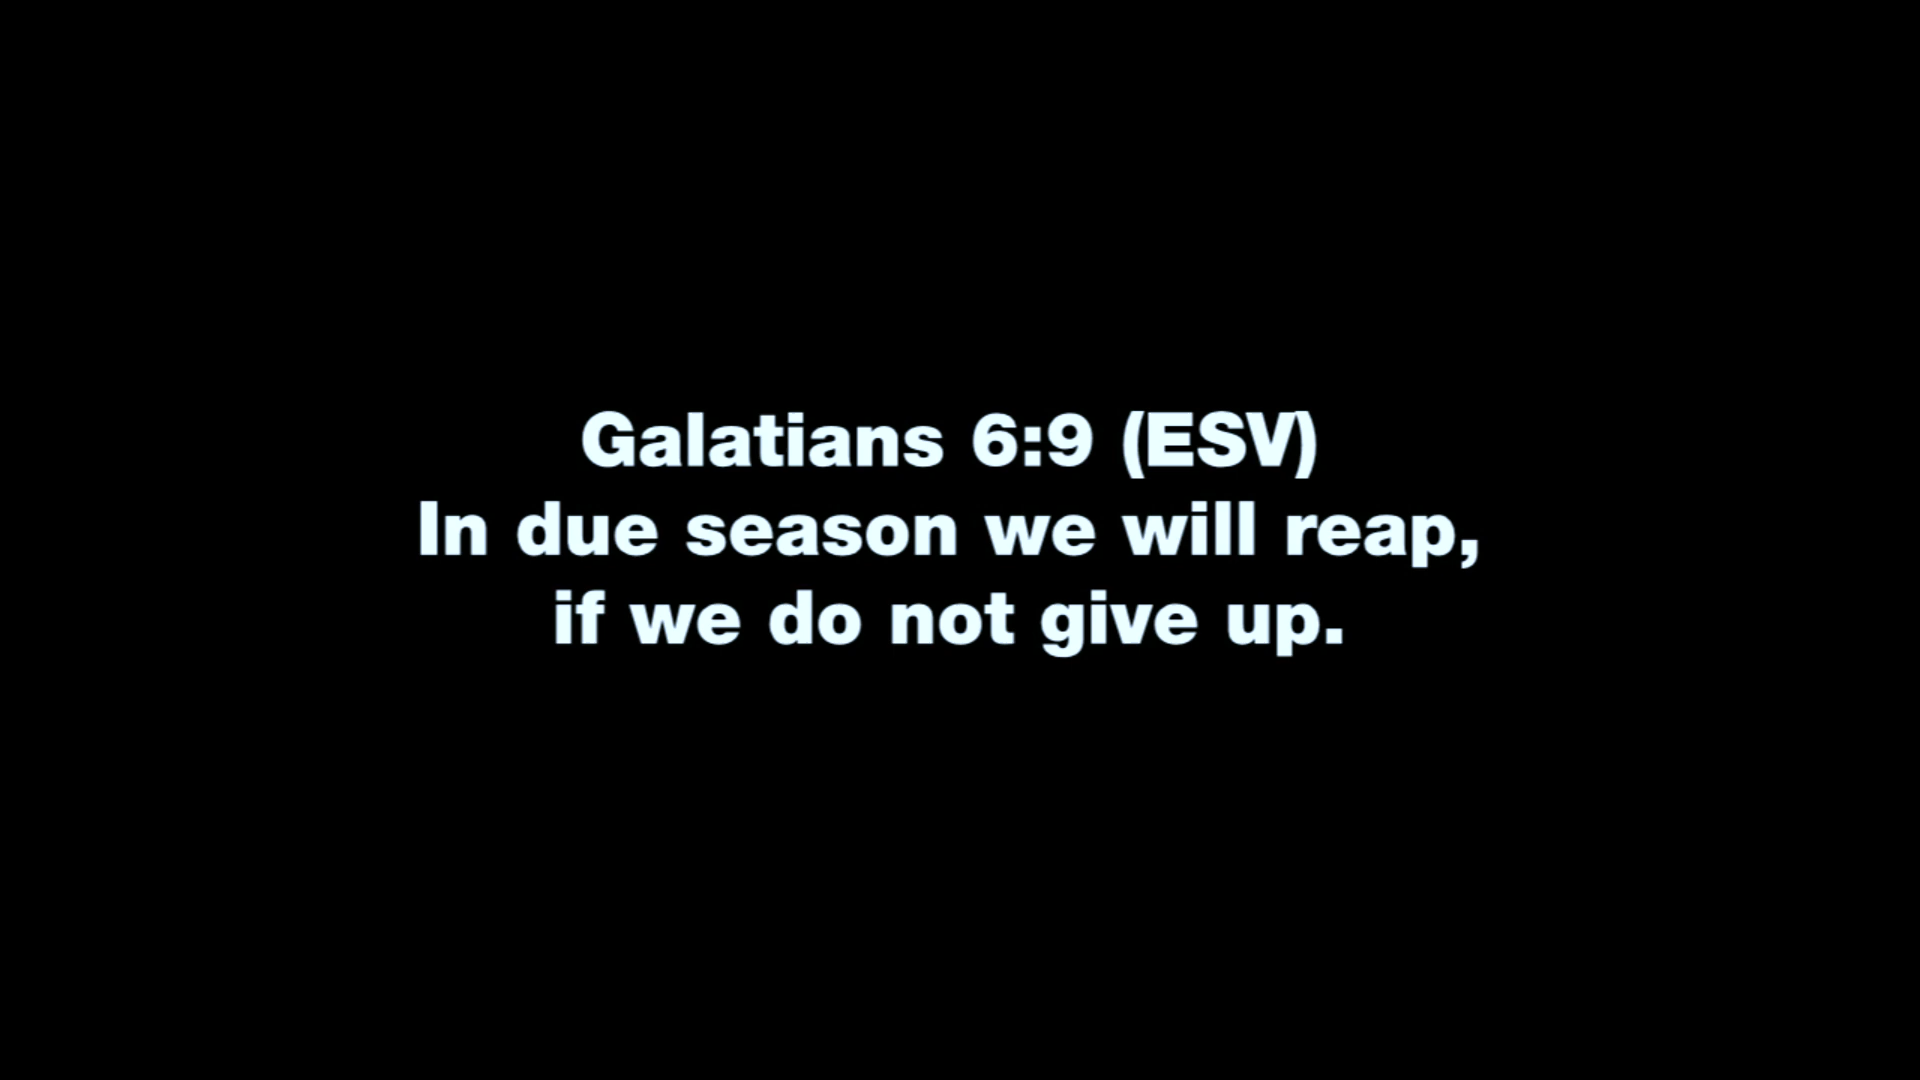 Galatians 6:9 (ESV)
In due season we will reap,
if we do not give up.